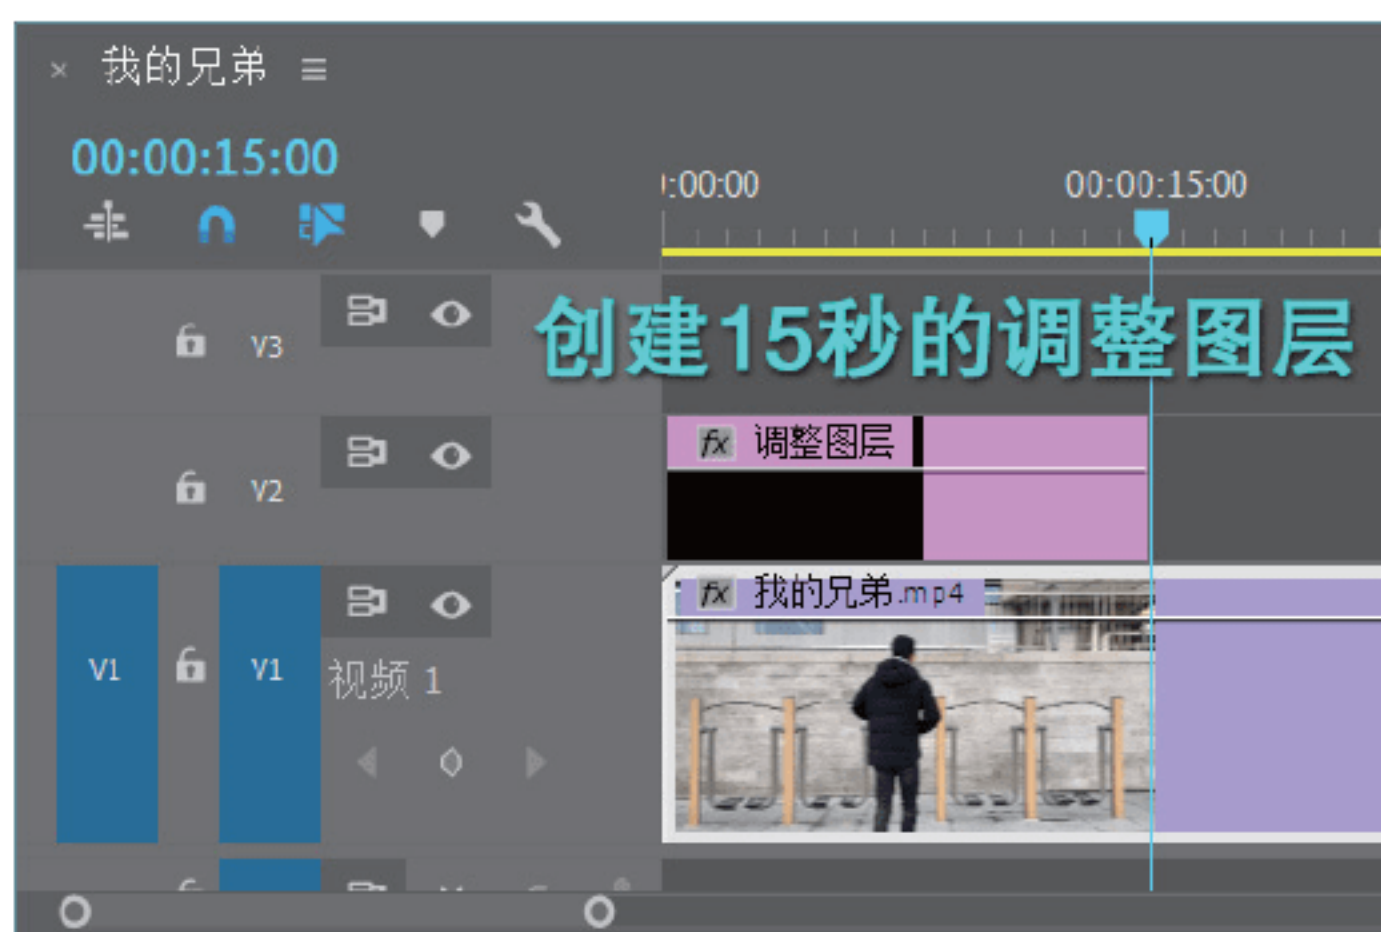 × 我的兄弟 ≡
00:00:15:00
:00:00 00:00:15:00
创建15秒的调整图层
V3
fx 调整图层
V2
fx 我的兄弟.mp4
V1 V1 视频 1